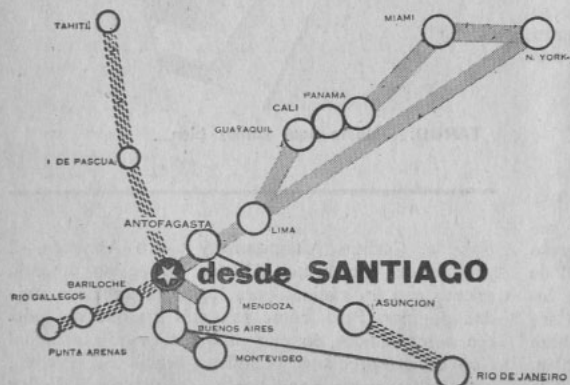 TAHITÍ
MIAMI
N. YORK
PANAMA
CALI
GUAYAQUIL
I DE PASCUA
ANTOFAGASTA
LIMA
desde SANTIAGO
BARILOCHE
RIO GALLEGOS
MENDOZA
ASUNCION
BUENOS AIRES
PUNTA ARENAS
MONTEVIDEO
RIO DE JANEIRO